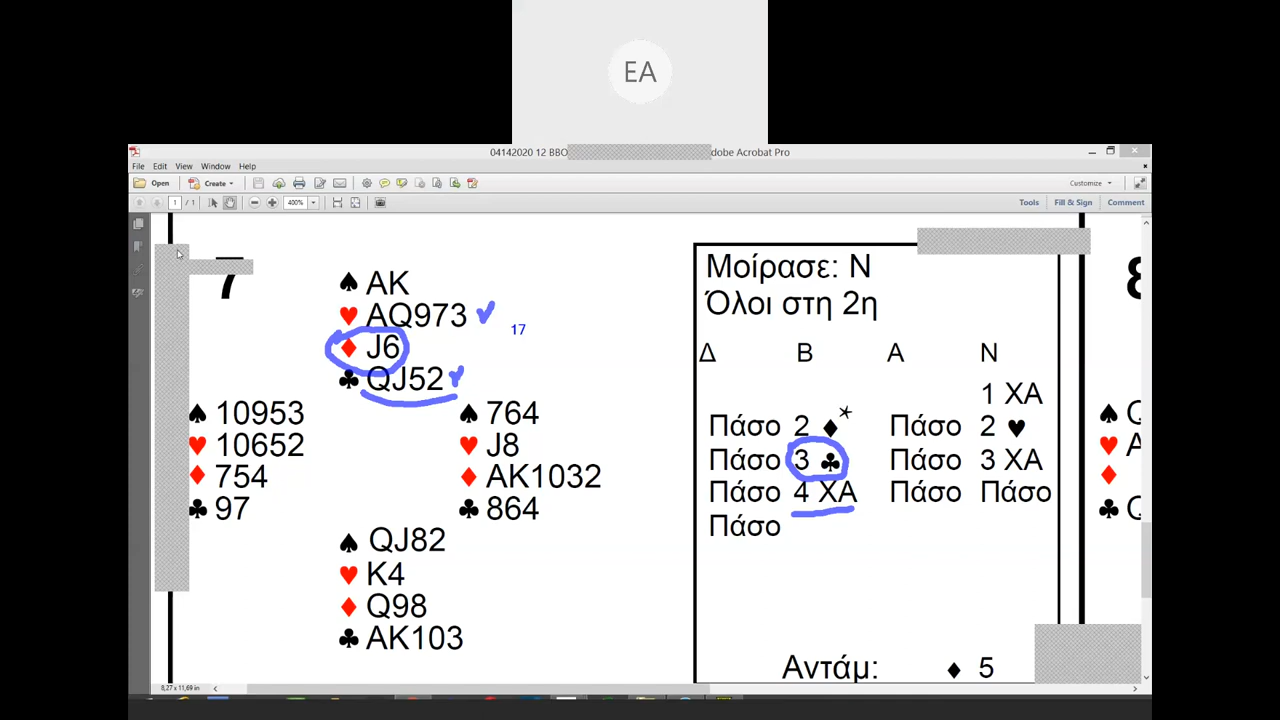 EA
04142020 12 BBO
dobe Acrobat Pro
File Edit View Window Help
Open Create Customize
1 / 1 400% Tools Fill & Sign Comment
7
♠ AK
♥ AQ973
17
♦ J6
♣ QJ52
♠ 10953 ♠ 764
♥ 10652 ♥ J8
♦ 754 ♦ AK1032
♣ 97 ♣ 864
♠ QJ82
♥ K4
♦ Q98
♣ AK103
Μοίρασε: Ν
Όλοι στη 2η
Δ Β Α Ν
1 ΧΑ
Πάσο 2 ♦* Πάσο 2 ♥
Πάσο 3 ♣ Πάσο 3 ΧΑ
Πάσο 4 ΧΑ Πάσο Πάσο
Πάσο
Αντάμ: ♦ 5
8
♠ Q
♥ A
♦
♣ Q
8,27 x 11,69 in